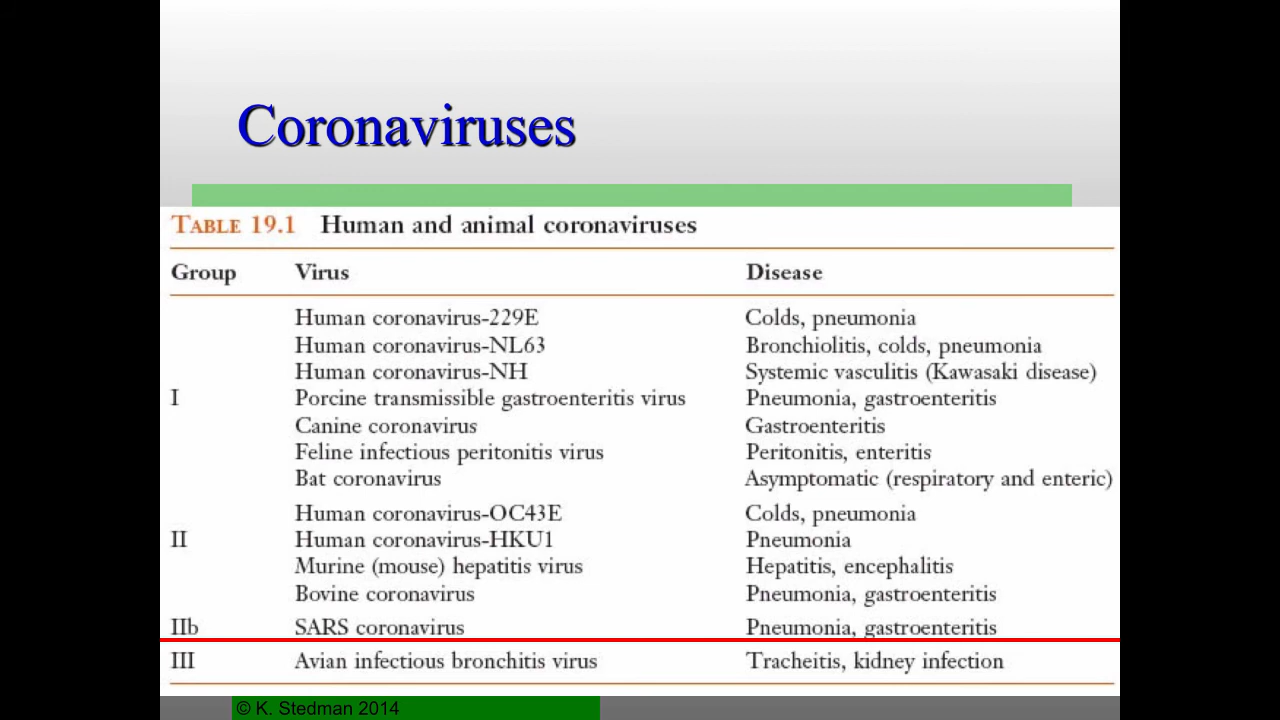 Coronaviruses
TABLE 19.1 Human and animal coronaviruses
Group Virus Disease
Human coronavirus-229E Colds, pneumonia
Human coronavirus-NL63 Bronchiolitis, colds, pneumonia
Human coronavirus-NH Systemic vasculitis (Kawasaki disease)
I Porcine transmissible gastroenteritis virus Pneumonia, gastroenteritis
Canine coronavirus Gastroenteritis
Feline infectious peritonitis virus Peritonitis, enteritis
Bat coronavirus Asymptomatic (respiratory and enteric)
Human coronavirus-OC43E Colds, pneumonia
II Human coronavirus-HKU1 Pneumonia
Murine (mouse) hepatitis virus Hepatitis, encephalitis
Bovine coronavirus Pneumonia, gastroenteritis
IIb SARS coronavirus Pneumonia, gastroenteritis
III Avian infectious bronchitis virus Tracheitis, kidney infection
© K. Stedman 2014